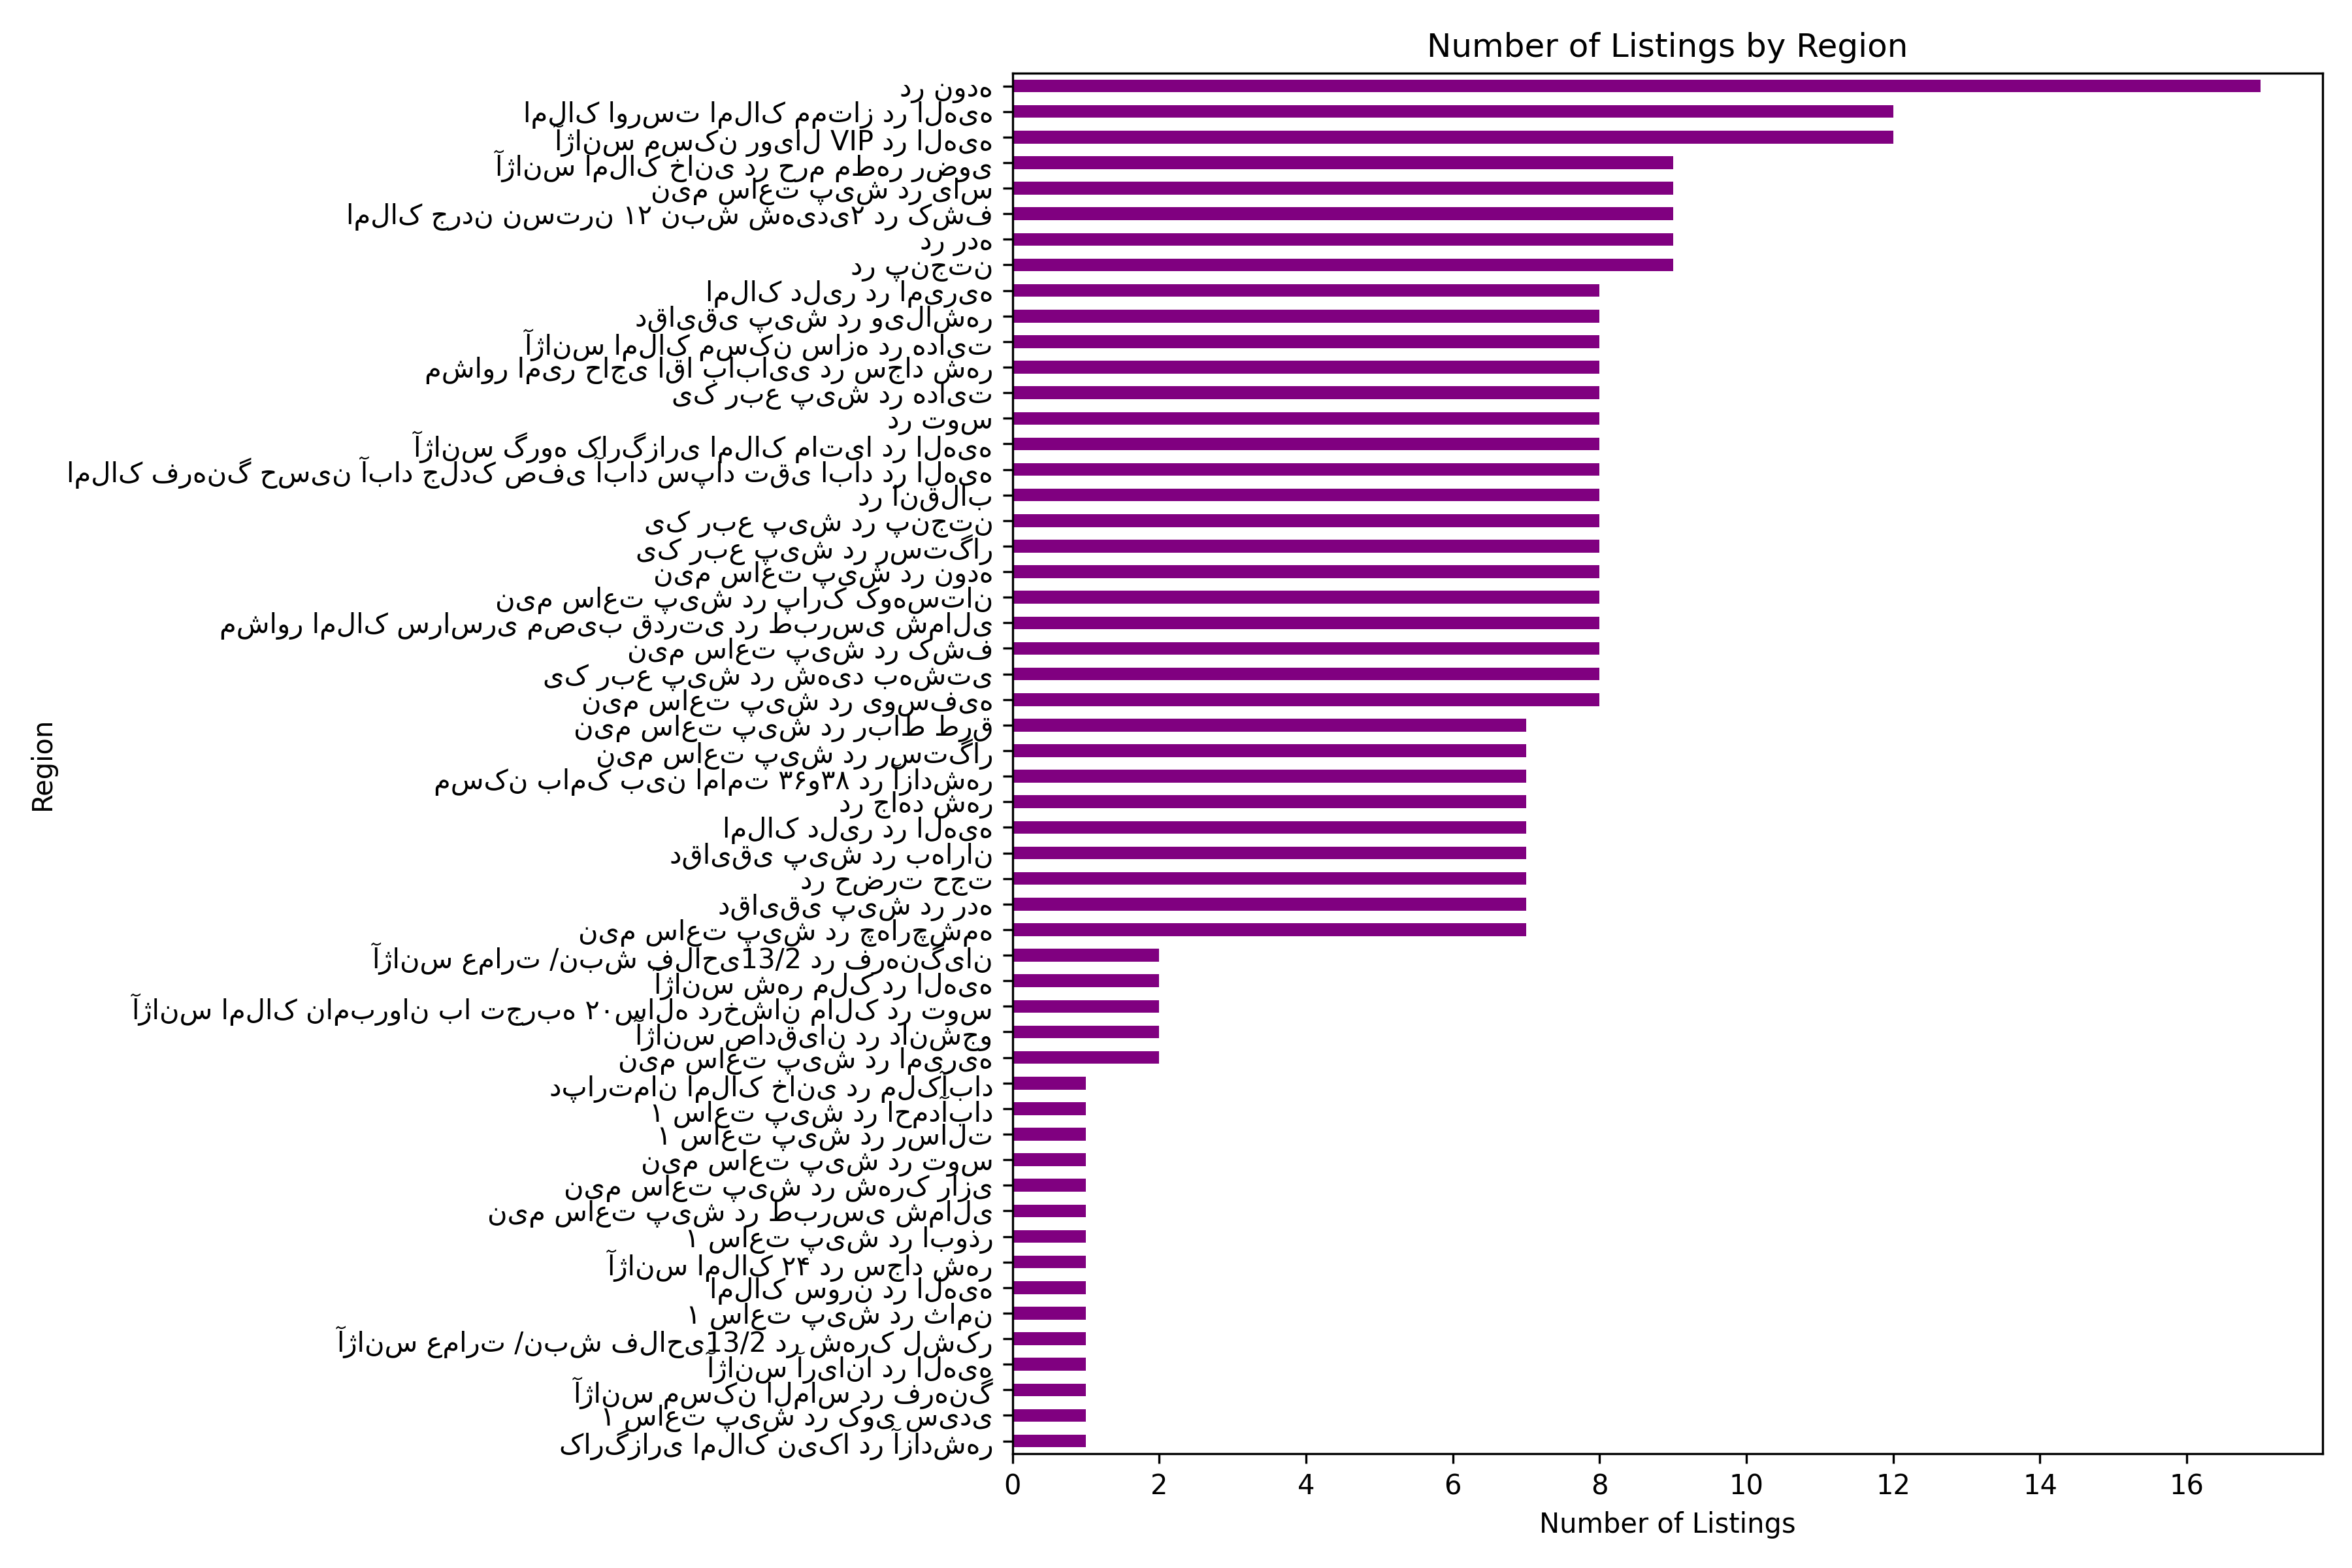 Number of Listings by Region
در نوده
املاک اورست املاک ممتاز در الهیه
آژانس مسکن رویال VIP در الهیه
آژانس املاک خانی در حرم مطهر رضوی
نیم ساعت پیش در یاس
املاک جردن نسترن ۱۲ نبش شهیدی۲ در کشف
در رده
در پنجتن
املاک دلیر در امیریه
دقایقی پیش در ویلاشهر
آژانس املاک مسکن سازه در هدایت
مشاور امیر حاجی اقا بابایی در سجاد شهر
یک ربع پیش در هدایت
در توس
آژانس گروه کارگزاری املاک ماتیا در الهیه
املاک فرهنگ حسین آباد جلدک صفی آباد سپاد تقی اباد در الهیه
در انقلاب
یک ربع پیش در پنجتن
یک ربع پیش در رستگار
نیم ساعت پیش در نوده
نیم ساعت پیش در پارک کوهستان
مشاور املاک سراسری مصیب قدرتی در طبرسی شمالی
نیم ساعت پیش در کشف
یک ربع پیش در شهید بهشتی
نیم ساعت پیش در یوسفیه
نیم ساعت پیش در رباط طرق
نیم ساعت پیش در رستگار
مسکن بامک بین امامت ۳۶و۳۸ در آزادشهر
در جاهد شهر
املاک دلیر در الهیه
دقایقی پیش در بهاران
در حضرت حجت
دقایقی پیش در رده
نیم ساعت پیش در چهارچشمه
آژانس عمارت /نبش فلاحی13/2 در فرهنگیان
آژانس شهر ملک در الهیه
آژانس املاک نامبروان با تجربه ۲۰ساله درخشان مالک در توس
آژانس صادقیان در دانشجو
نیم ساعت پیش در امیریه
دپارتمان املاک خانی در ملک‌آباد
۱ ساعت پیش در احمدآباد
۱ ساعت پیش در رسالت
نیم ساعت پیش در توس
نیم ساعت پیش در شهرک رازی
نیم ساعت پیش در طبرسی شمالی
۱ ساعت پیش در ابوذر
آژانس املاک ۲۴ در سجاد شهر
املاک سورن در الهیه
۱ ساعت پیش در ثامن
آژانس عمارت /نبش فلاحی13/2 در شهرک لشکر
آژانس آریانا در الهیه
آژانس مسکن الماس در فرهنگ
۱ ساعت پیش در کوی سیدی
کارگزاری املاک نیکا در آزادشهر
Region
0 2 4 6 8 10 12 14 16
Number of Listings